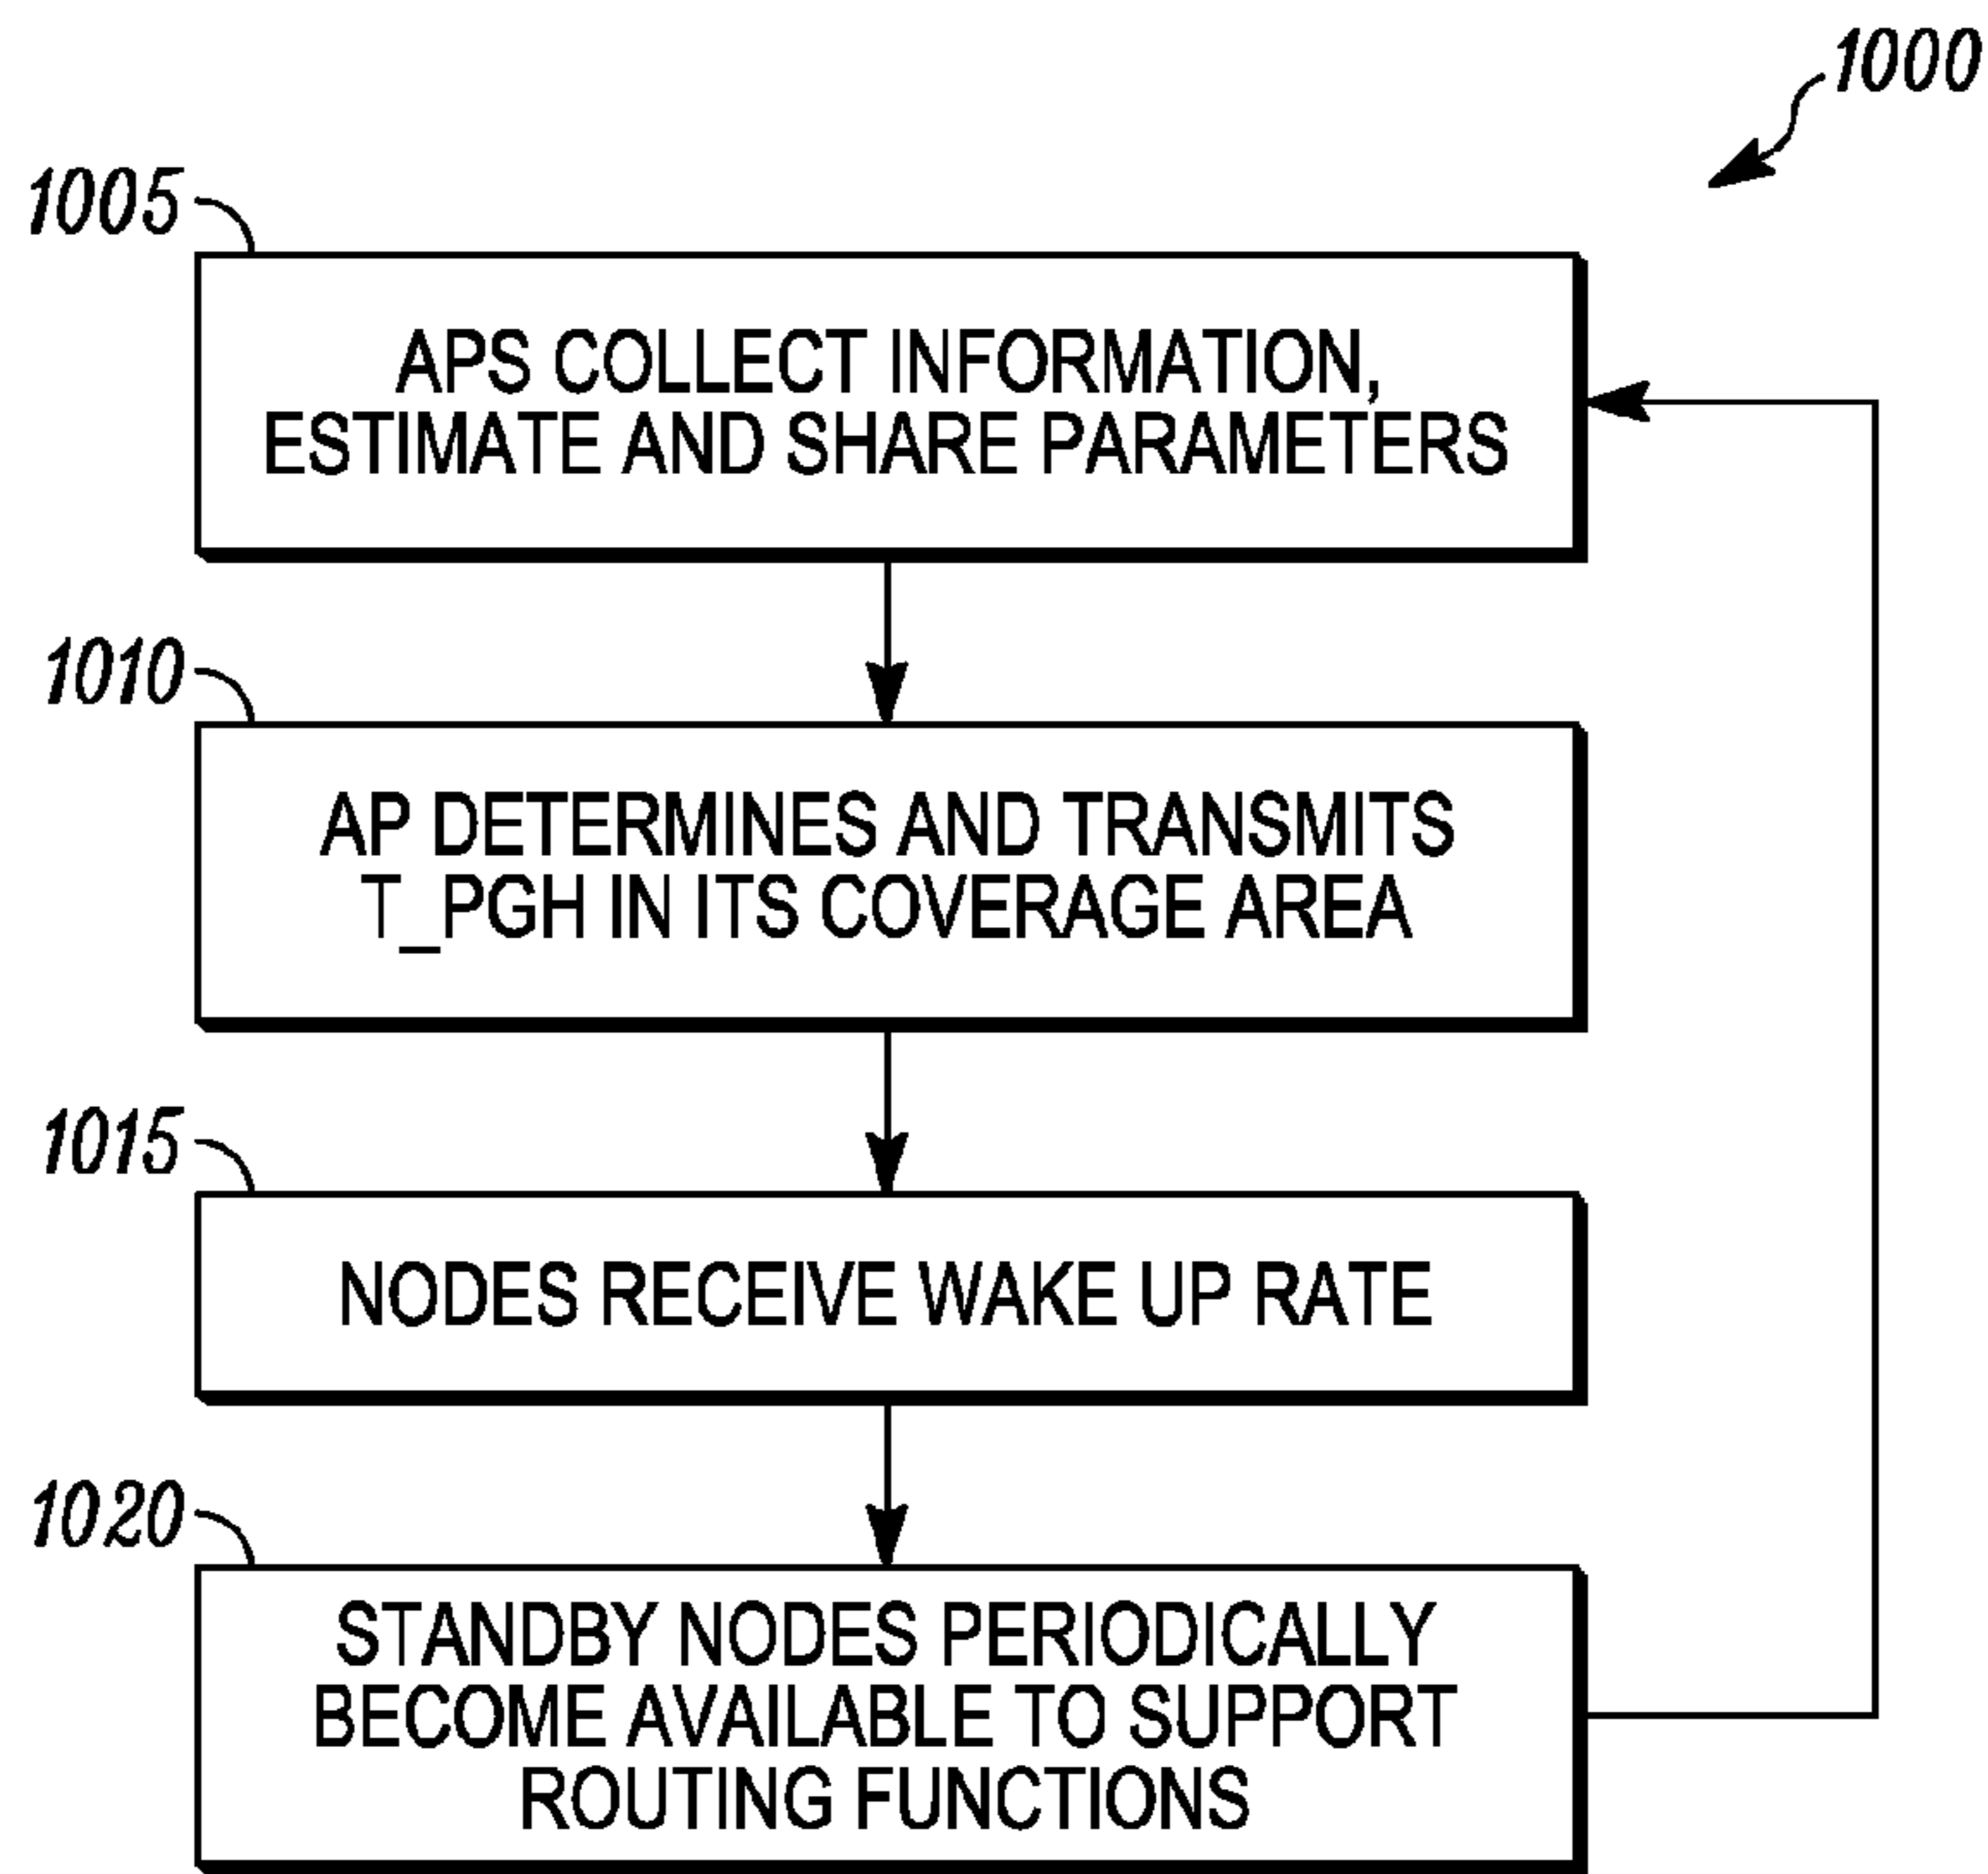 1000
1005
APS COLLECT INFORMATION,
ESTIMATE AND SHARE PARAMETERS
1010
AP DETERMINES AND TRANSMITS
T_PGH IN ITS COVERAGE AREA
1015
NODES RECEIVE WAKE UP RATE
1020
STANDBY NODES PERIODICALLY
BECOME AVAILABLE TO SUPPORT
ROUTING FUNCTIONS